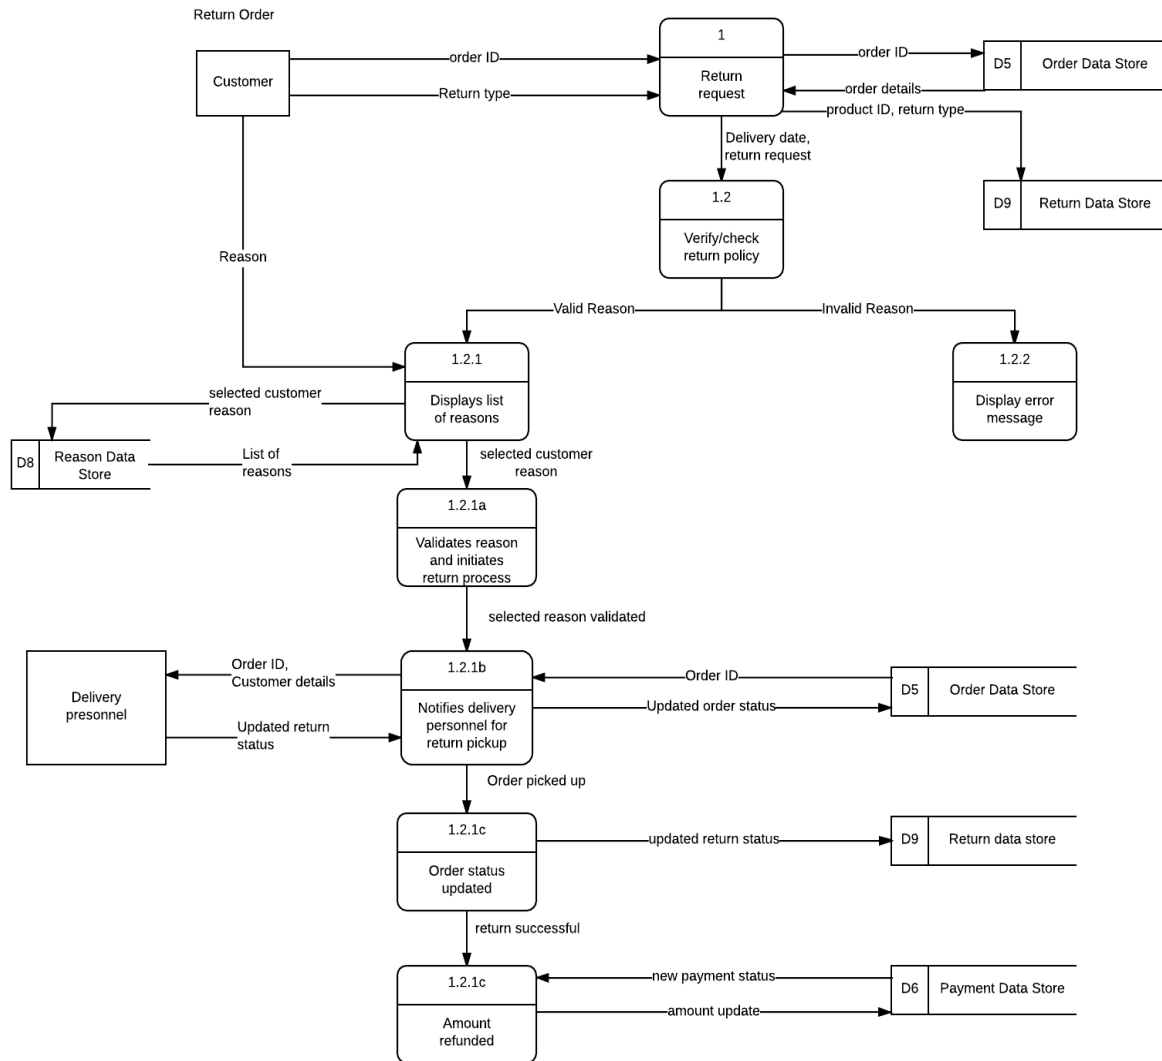 Return Order
1
order ID
order ID
Customer
D5
Order Data Store
Return
request
Return type
order details
product ID, return type
Delivery date,
return request
1.2
D9
Return Data Store
Verify/check
return policy
Reason
Valid Reason
Invalid Reason
1.2.1
1.2.2
selected customer
reason
Displays list
of reasons
Display error
message
D8
Reason Data
Store
List of
reasons
selected customer
reason
1.2.1a
Validates reason
and initiates
return process
selected reason validated
Order ID,
Customer details
1.2.1b
Order ID
D5
Order Data Store
Delivery
presonnel
Notifies delivery
personnel for
return pickup
Updated order status
Updated return
status
Order picked up
1.2.1c
updated return status
D9
Return data store
Order status
updated
return successful
1.2.1c
new payment status
D6
Payment Data Store
amount update
Amount
refunded